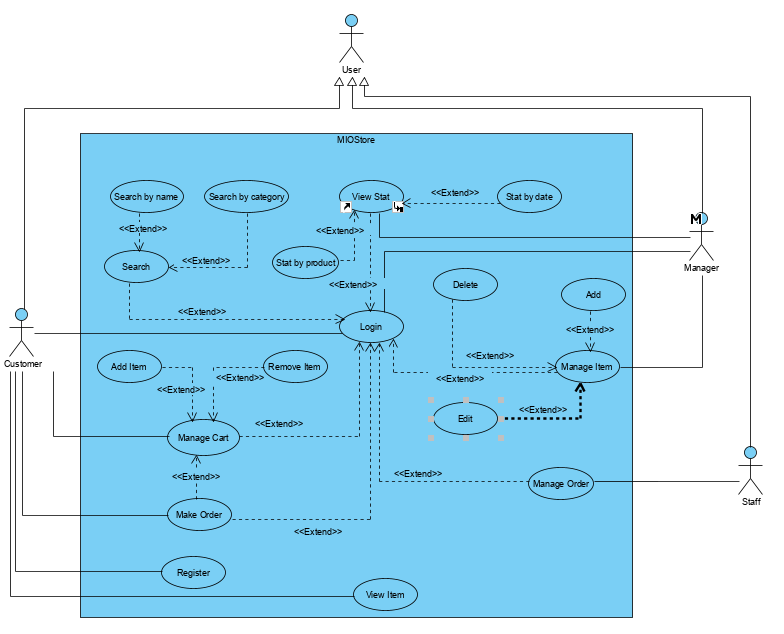 User
MIOStore
Search by name
Search by category
View Stat
<<Extend>>
Stat by date
<<Extend>>
<<Extend>>
M
Search
<<Extend>>
Stat by product
Manager
<<Extend>>
Delete
Add
<<Extend>>
Login
<<Extend>>
Customer
<<Extend>>
Add Item
Remove Item
Manage Item
<<Extend>>
<<Extend>>
<<Extend>>
<<Extend>>
Edit
<<Extend>>
Manage Cart
<<Extend>>
<<Extend>>
Manage Order
Staff
Make Order
<<Extend>>
Register
View Item